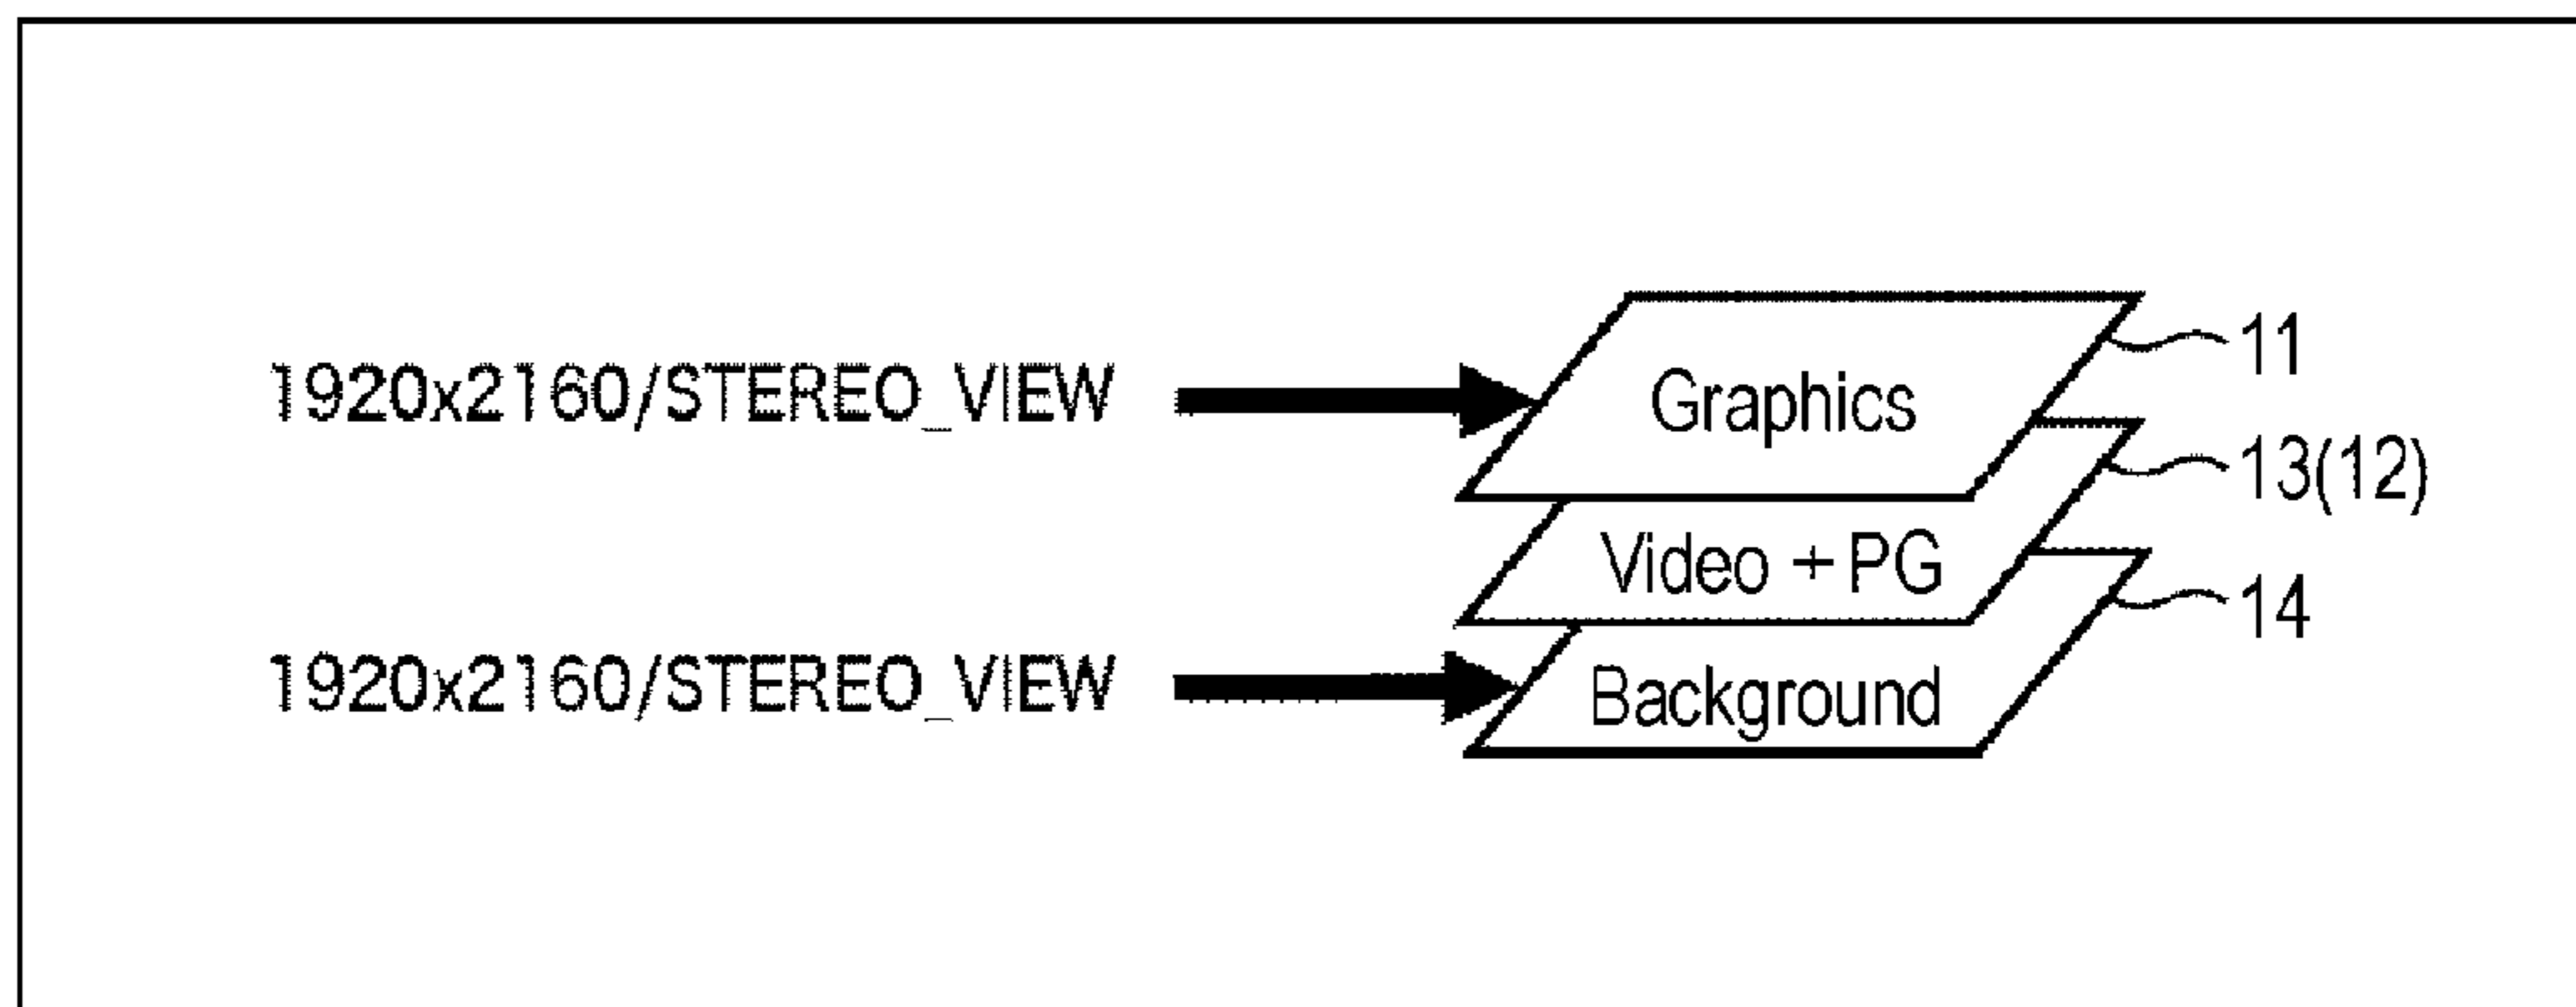 1920x2160/STEREO_VIEW
Graphics
11
Video + PG
13(12)
1920x2160/STEREO_VIEW
Background
14